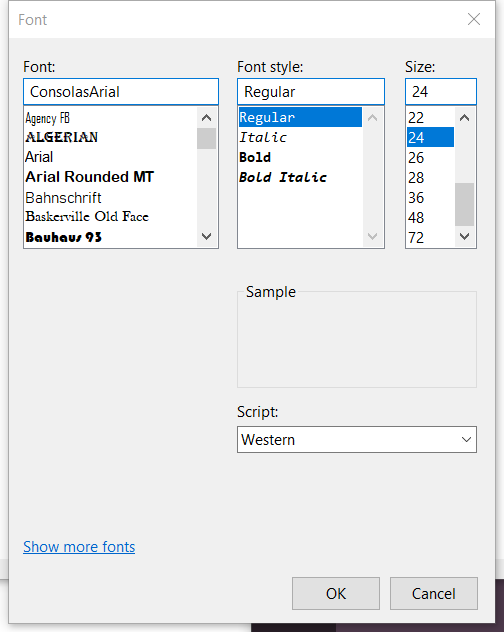 Font
Font:
Font style:
Size:
ConsolasArial
Regular
24
Agency FB
ALGERIAN
Arial
Arial Rounded MT
Bahnschrift
Baskerville Old Face
Bauhaus 93
Regular
Italic
Bold
Bold Italic
22
24
26
28
36
48
72
Sample
Script:
Western
Show more fonts
OK
Cancel